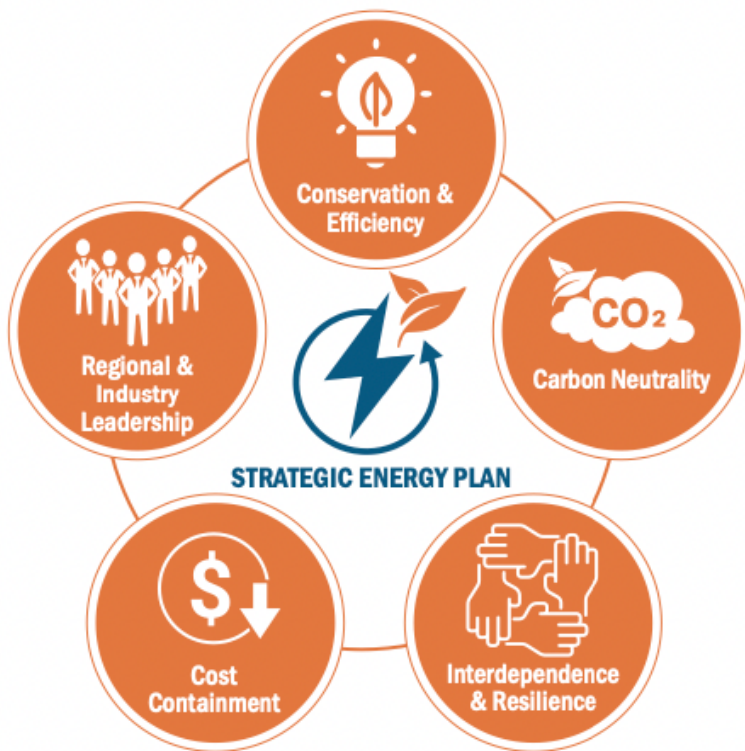 Conservation &
Efficiency
CO₂
Carbon Neutrality
Interdependence
& Resilience
$
Cost
Containment
Regional &
Industry
Leadership
STRATEGIC ENERGY PLAN